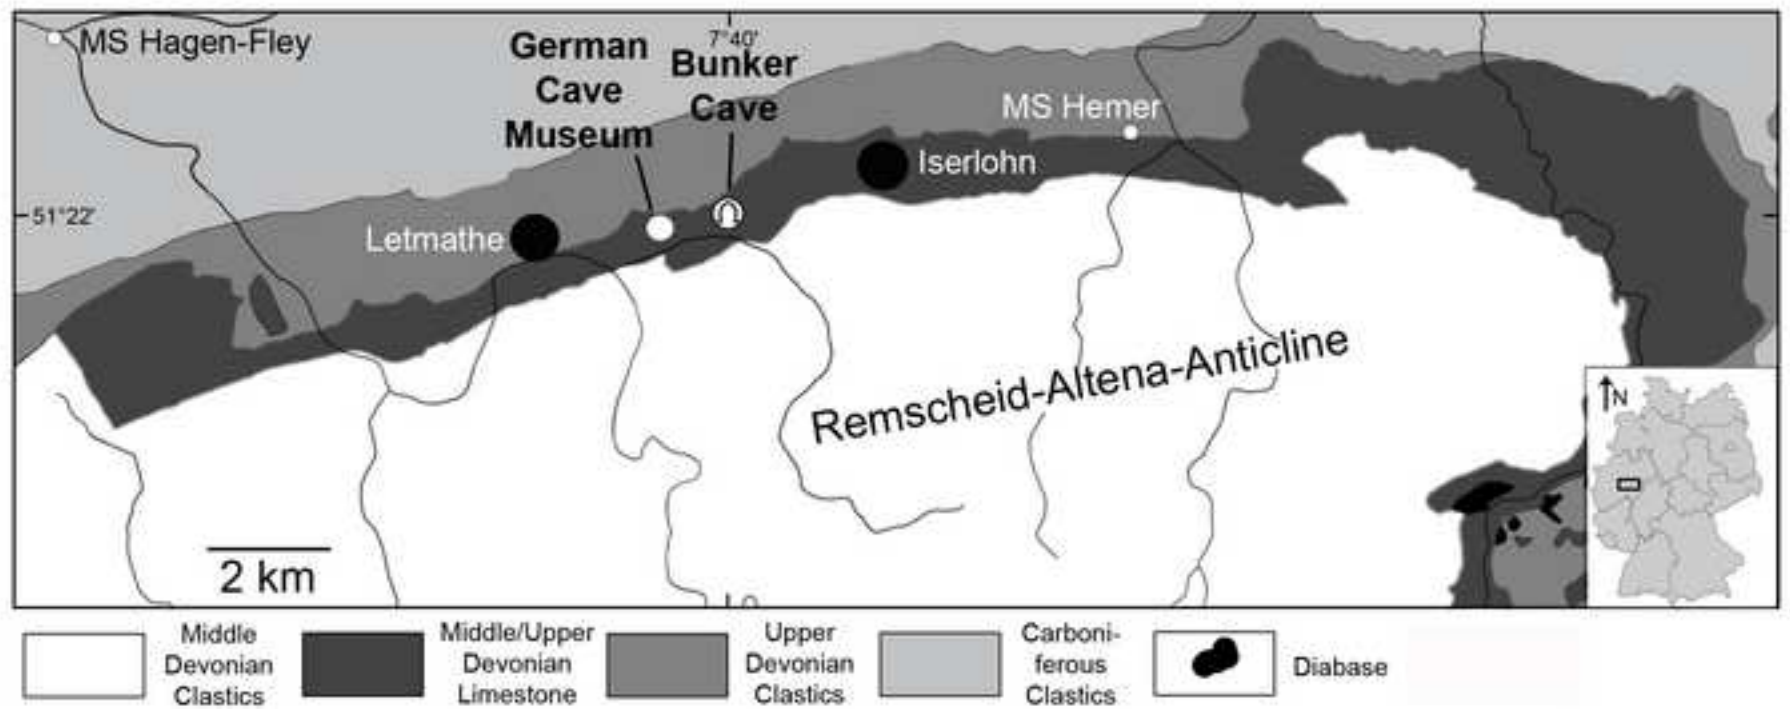 MS Hagen-Fley
German
Cave
Museum
7°40'
Bunker
Cave
MS Hemer
Iserlohn
51°22'
Letmathe
Remscheid-Altena-Anticline
N
2 km
Middle
Devonian
Clastics
Middle/Upper
Devonian
Limestone
Upper
Devonian
Clastics
Carboni-
ferous
Clastics
Diabase